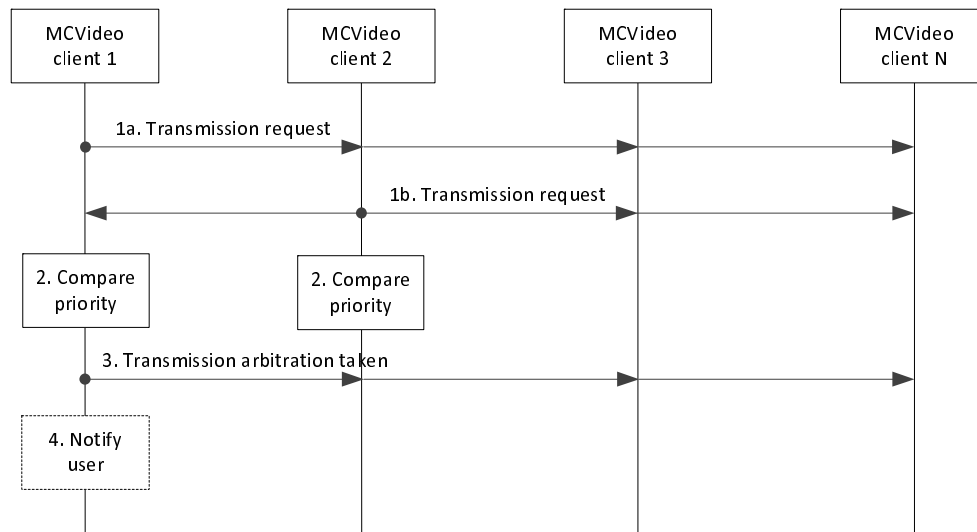 MCVideo
client 1
MCVideo
client 2
MCVideo
client 3
MCVideo
client N
1a. Transmission request
1b. Transmission request
2. Compare
priority
2. Compare
priority
3. Transmission arbitration taken
4. Notify
user